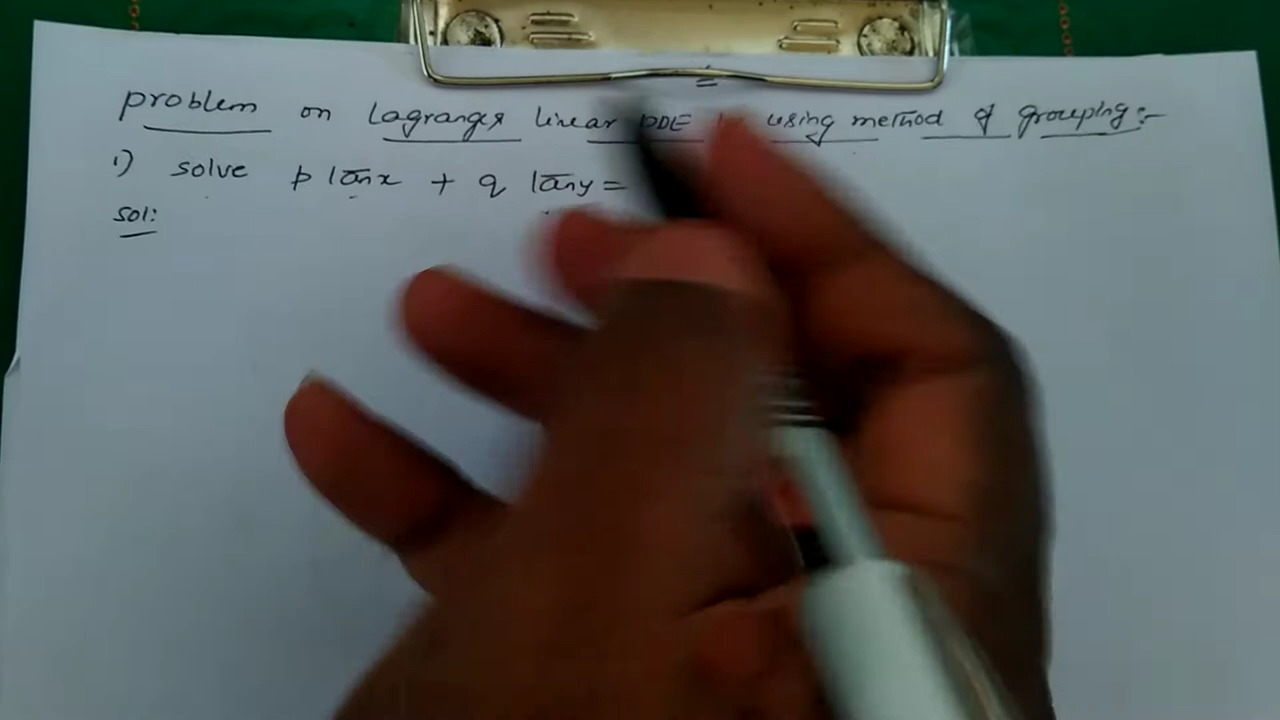 problem on Lagranges linear PDE using method of grouping:-
1) solve p tanx + q tany =
sol: